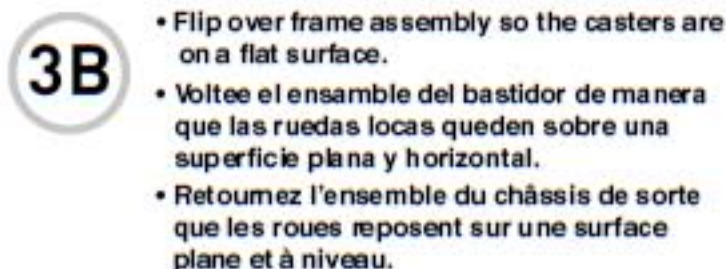 3B
• Flip over frame assembly so the casters are
on a flat surface.
• Voltee el ensamble del bastidor de manera
que las ruedas locas queden sobre una
superficie plana y horizontal.
• Retournez l'ensemble du châssis de sorte
que les roues reposent sur une surface
plane et à niveau.